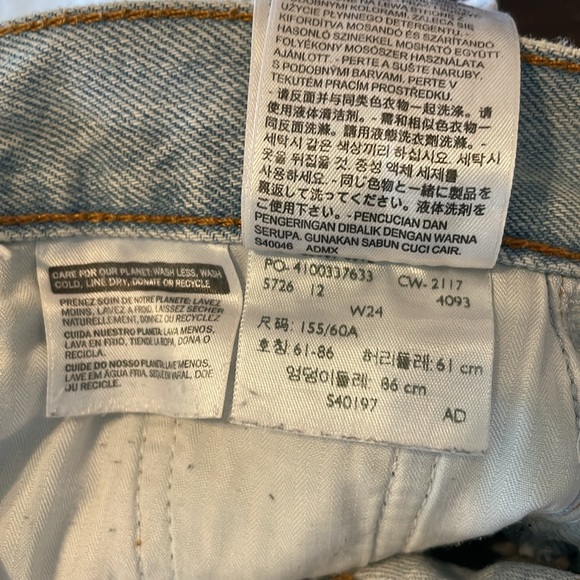 UŻYCIE PŁYNNEGO DETERGENTU.
KIFORDÍTVA MOSANDÓ ÉS SZÁRÍTANDÓ
HASONLÓ SZÍNEKKEL MOSHATÓ EGYÜTT
FOLYÉKONY MOSÓSZER HASZNÁLATA
AJÁNLOTT. - PERTE A SUŠTE NARUBY,
S PODOBNÝMI BARVAMI. PERTE V
TEKUTÉM PRACÍM PROSTŘEDKU.
- 请反面并与同类色衣物一起洗涤。请
使用液体清洁剂。- 需和相似色衣物一
同反面洗滌。請用液態洗衣劑洗滌。-
세탁시 같은 색상끼리 하십시요. 세탁시
옷을 뒤집을 것. 중성 액체 세제를
사용하세요. - 同じ色物と一緒に製品を
裏返して洗ってください。液体洗剤を
ご使用下さい。- PENCUCIAN DAN
PENGERINGAN DIBALIK DENGAN WARNA
SERUPA. GUNAKAN SABUN CUCI CAIR.
S40046 ADMX
CARE FOR OUR PLANET: WASH LESS, WASH
COLD, LINE DRY, DONATE OR RECYCLE
PRENEZ SOIN DE NOTRE PLANETE: LAVEZ
MOINS, LAVEZ A FROID, LAISSEZ SECHER
NATURELLEMENT, DONNEZ OU RECYCLEZ.
CUIDA NUESTRO PLANETA: LAVA MENOS,
LAVA EN FRIO, TIENDA, DONA O
RECICLA.
CUIDE DO NOSSO PLANETA: LAVE MENOS,
LAVE EM ÁGUA FRIA, SEQUE DOE
OU RECICLE.
PO-4100337633 CW-2117
5726 12 4093
W24
尺码: 155/60A
호칭: 61-86 허리둘레: 61 cm
엉덩이둘레: 86 cm
S40197 AD